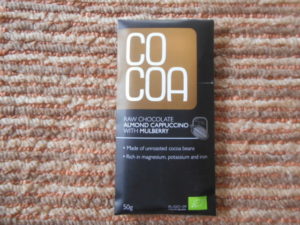 CO
COA
RAW CHOCOLATE
ALMOND CAPPUCCINO
WITH MULBERRY
• Made of unroasted cocoa beans
• Rich in magnesium, potassium and iron
50g